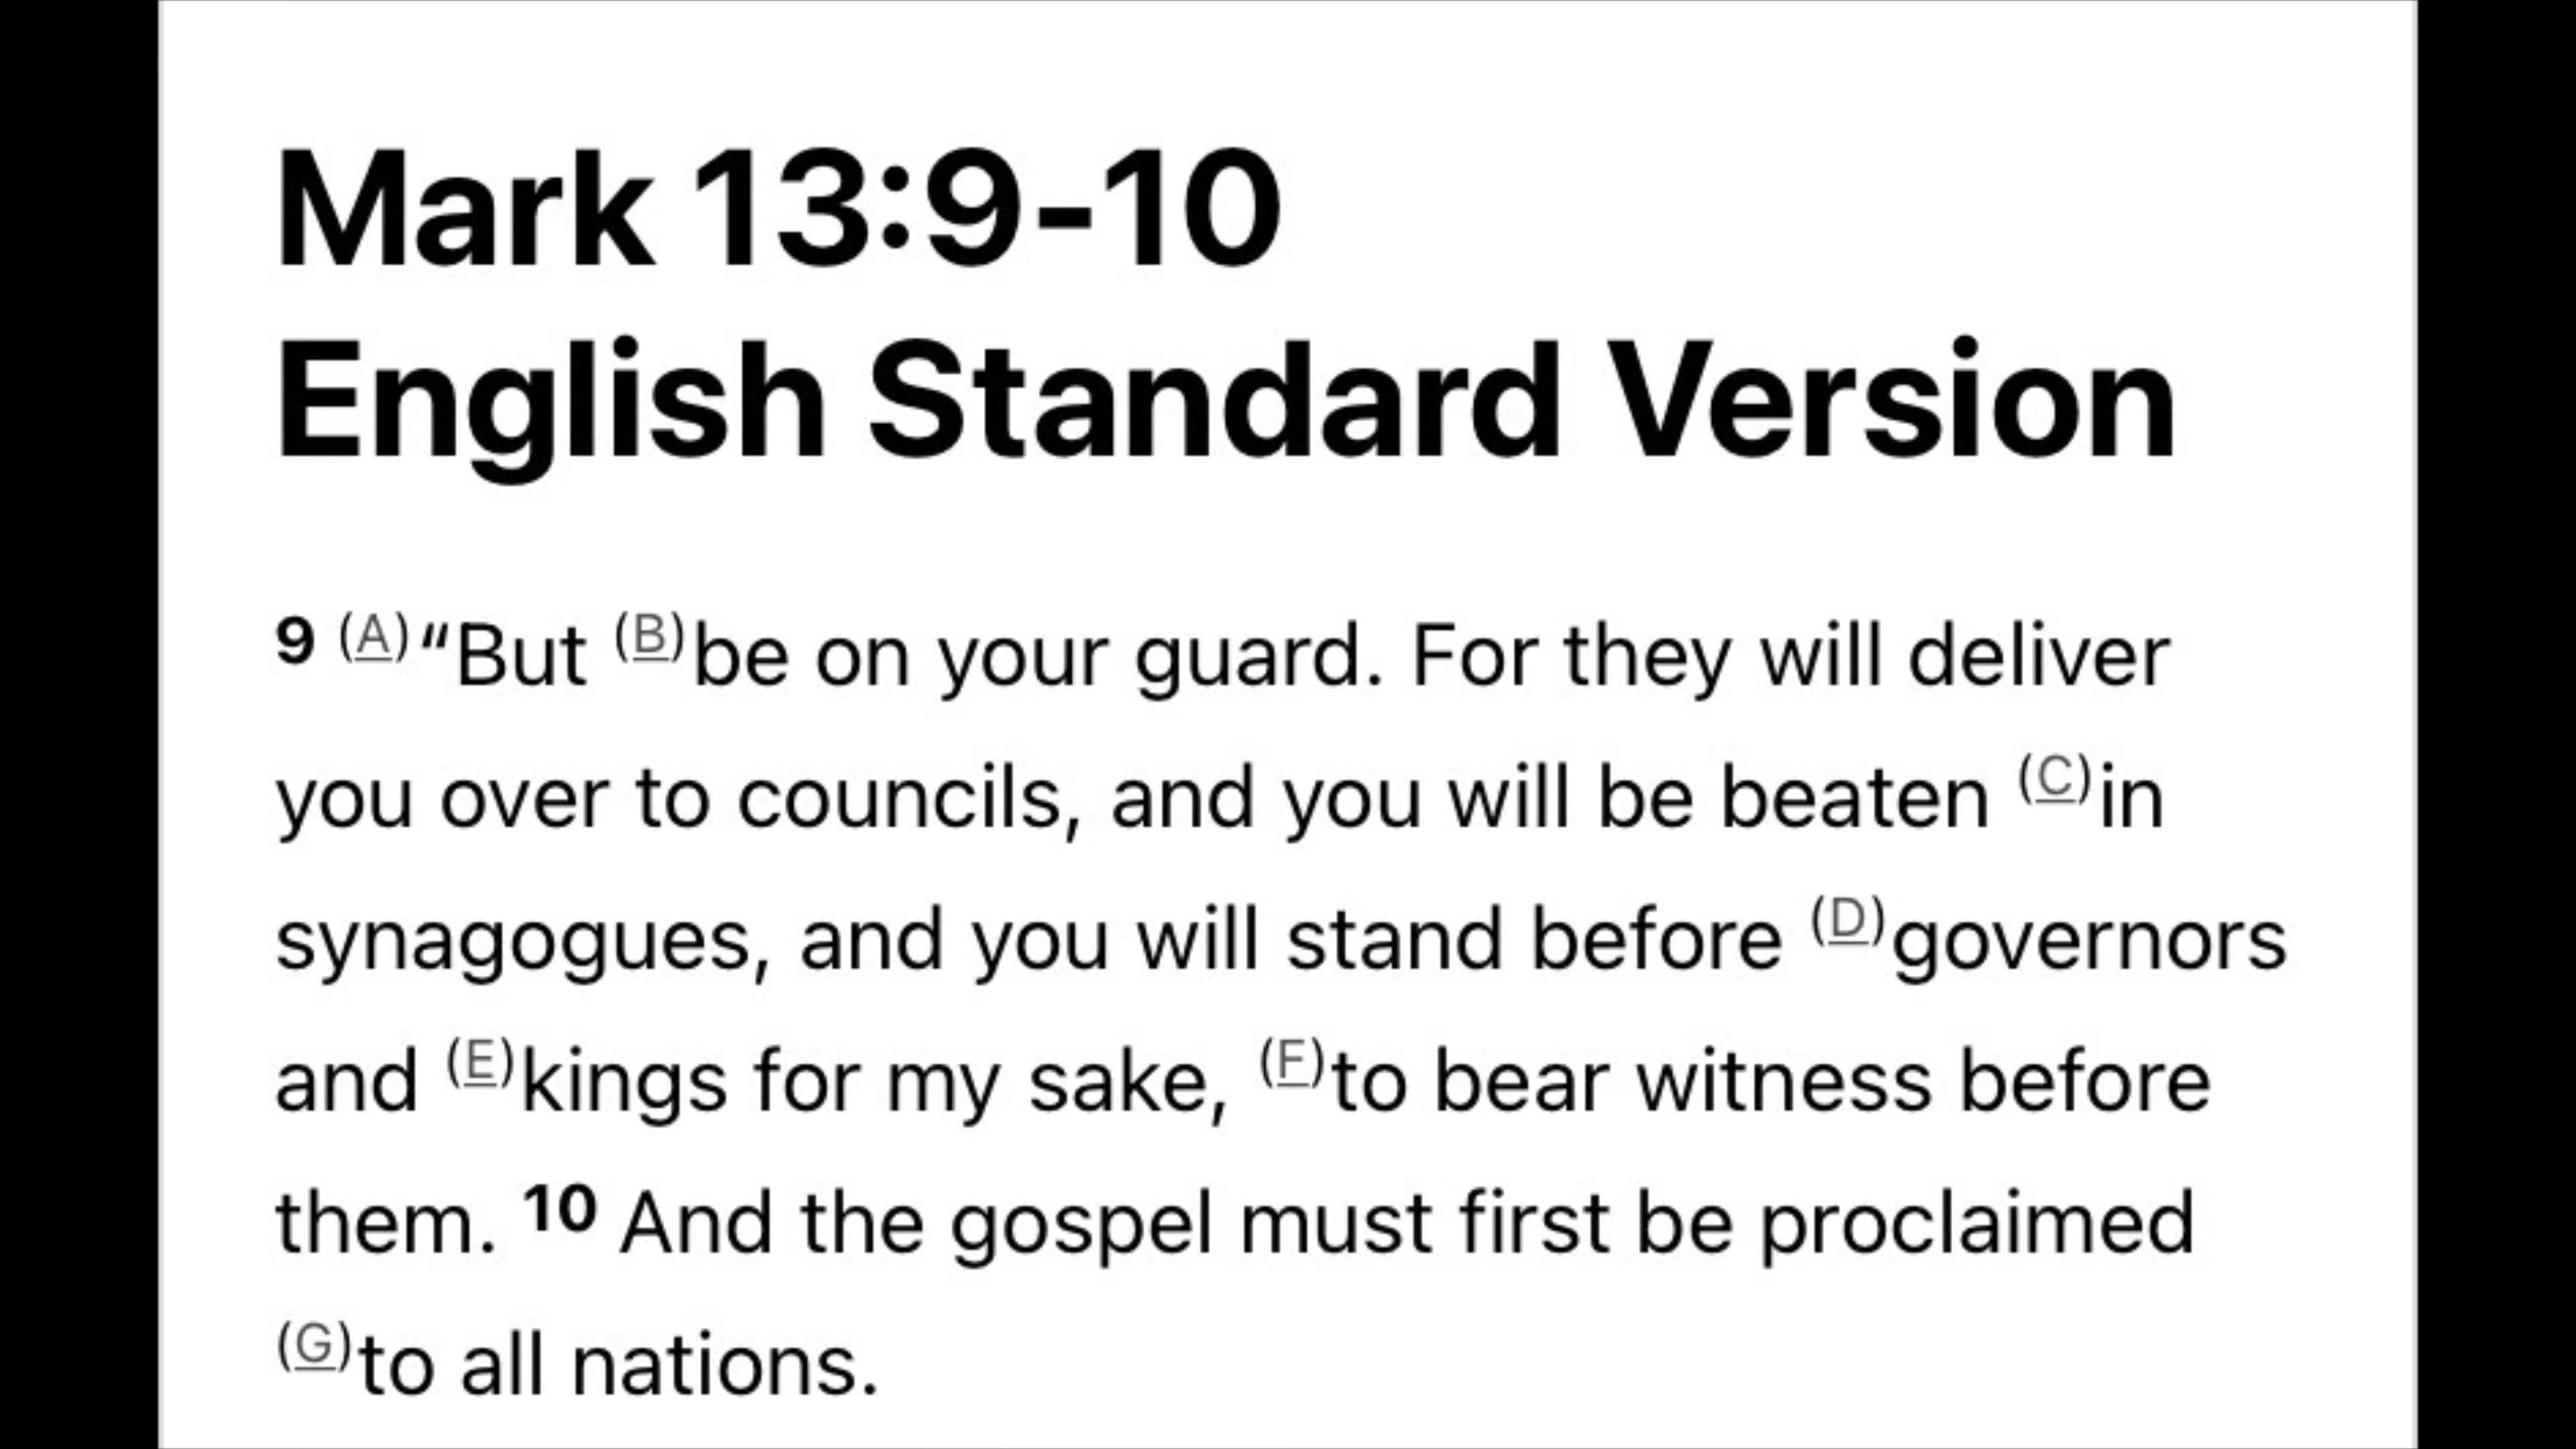 Mark 13:9-10
English Standard Version
9 (A)“But (B)be on your guard. For they will deliver
you over to councils, and you will be beaten (C)in
synagogues, and you will stand before (D)governors
and (E)kings for my sake, (F)to bear witness before
them. 10 And the gospel must first be proclaimed
(G)to all nations.